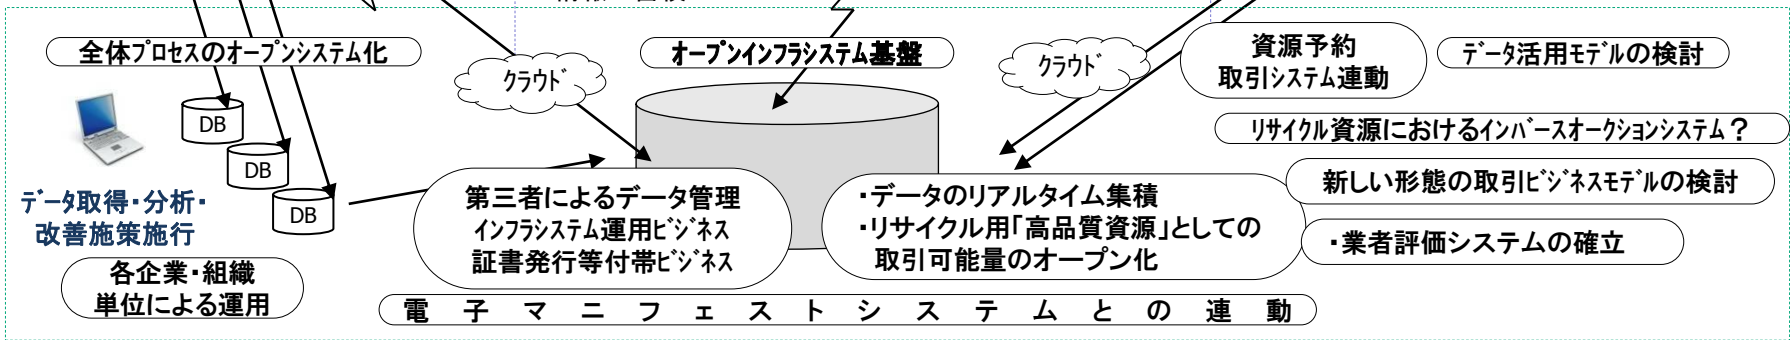 全体プロセスのオープンシステム化
オープンインフラシステム基盤
クラウド
クラウド
資源予約
取引システム連動
データ活用モデルの検討
DB
DB
DB
リサイクル資源におけるインバースオークションシステム？
データ取得・分析・
改善施策施行
第三者によるデータ管理
インフラシステム運用ビジネス
証書発行等付帯ビジネス
・データのリアルタイム集積
・リサイクル用「高品質資源」としての
取引可能量のオープン化
新しい形態の取引ビジネスモデルの検討
・業者評価システムの確立
各企業・組織
単位による運用
電子マニフェストシステムとの連動